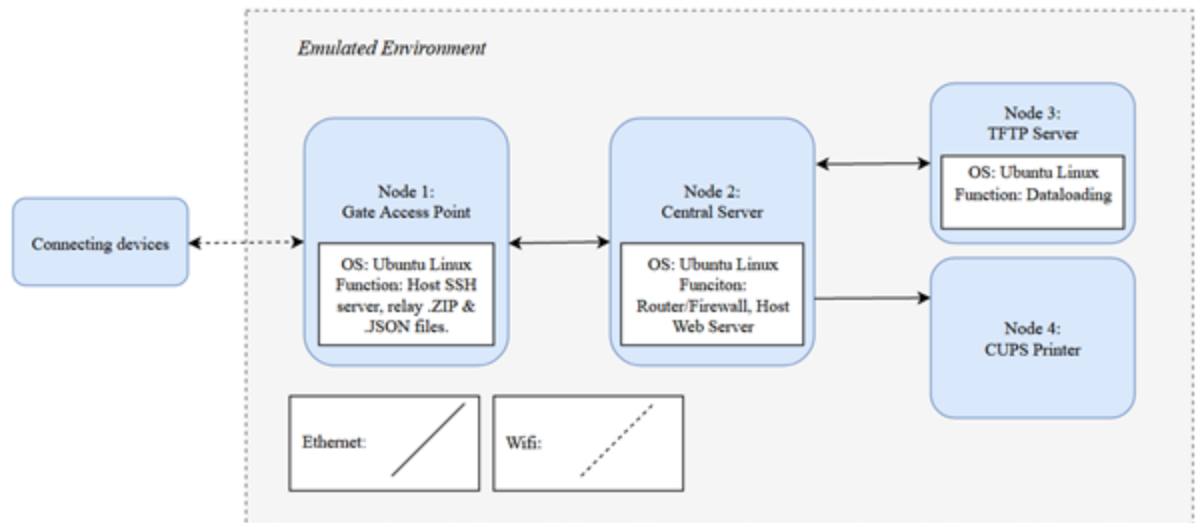 Emulated Environment
Connecting devices
Node 1:
Gate Access Point
OS: Ubuntu Linux
Function: Host SSH
server, relay .ZIP &
.JSON files.
Node 2:
Central Server
OS: Ubuntu Linux
Funciton:
Router/Firewall, Host
Web Server
Node 3:
TFTP Server
OS: Ubuntu Linux
Function: Dataloading
Node 4:
CUPS Printer
Ethernet:
Wifi: